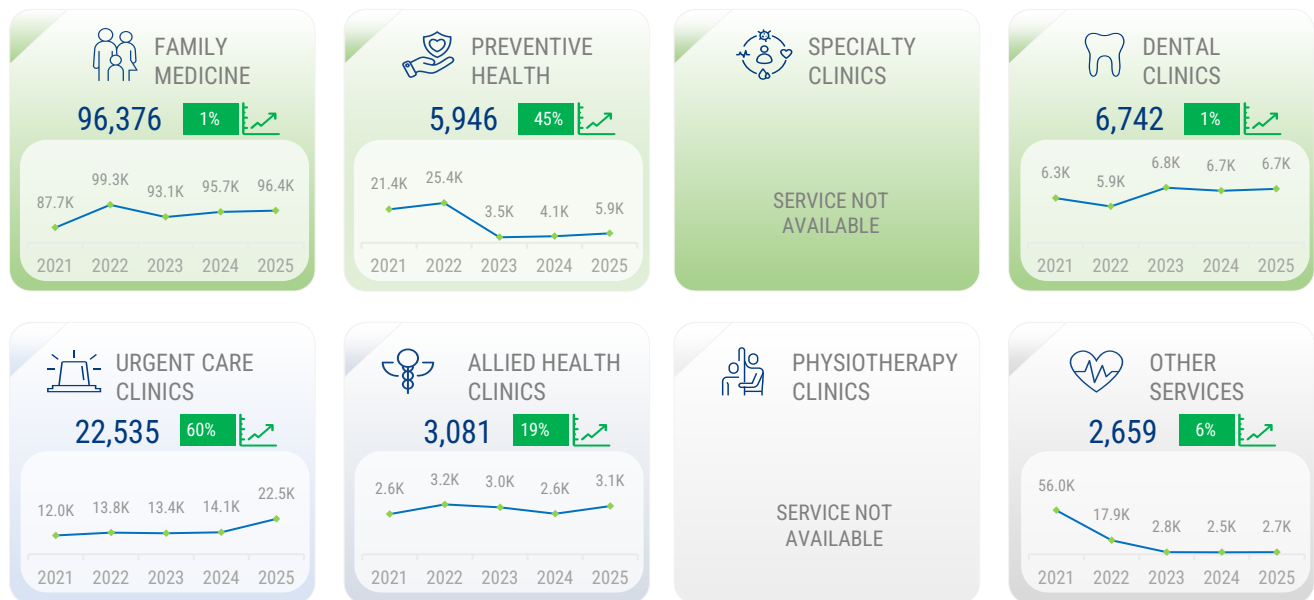 FAMILY
MEDICINE
96,376
1%
87.7K
99.3K
93.1K
95.7K
96.4K
2021 2022 2023 2024 2025
PREVENTIVE
HEALTH
5,946
45%
21.4K
25.4K
3.5K
4.1K
5.9K
2021 2022 2023 2024 2025
SPECIALTY
CLINICS
SERVICE NOT
AVAILABLE
DENTAL
CLINICS
6,742
1%
6.3K
5.9K
6.8K
6.7K
6.7K
2021 2022 2023 2024 2025
URGENT CARE
CLINICS
22,535
60%
12.0K
13.8K
13.4K
14.1K
22.5K
2021 2022 2023 2024 2025
ALLIED HEALTH
CLINICS
3,081
19%
2.6K
3.2K
3.0K
2.6K
3.1K
2021 2022 2023 2024 2025
PHYSIOTHERAPY
CLINICS
SERVICE NOT
AVAILABLE
OTHER
SERVICES
2,659
6%
56.0K
17.9K
2.8K
2.5K
2.7K
2021 2022 2023 2024 2025